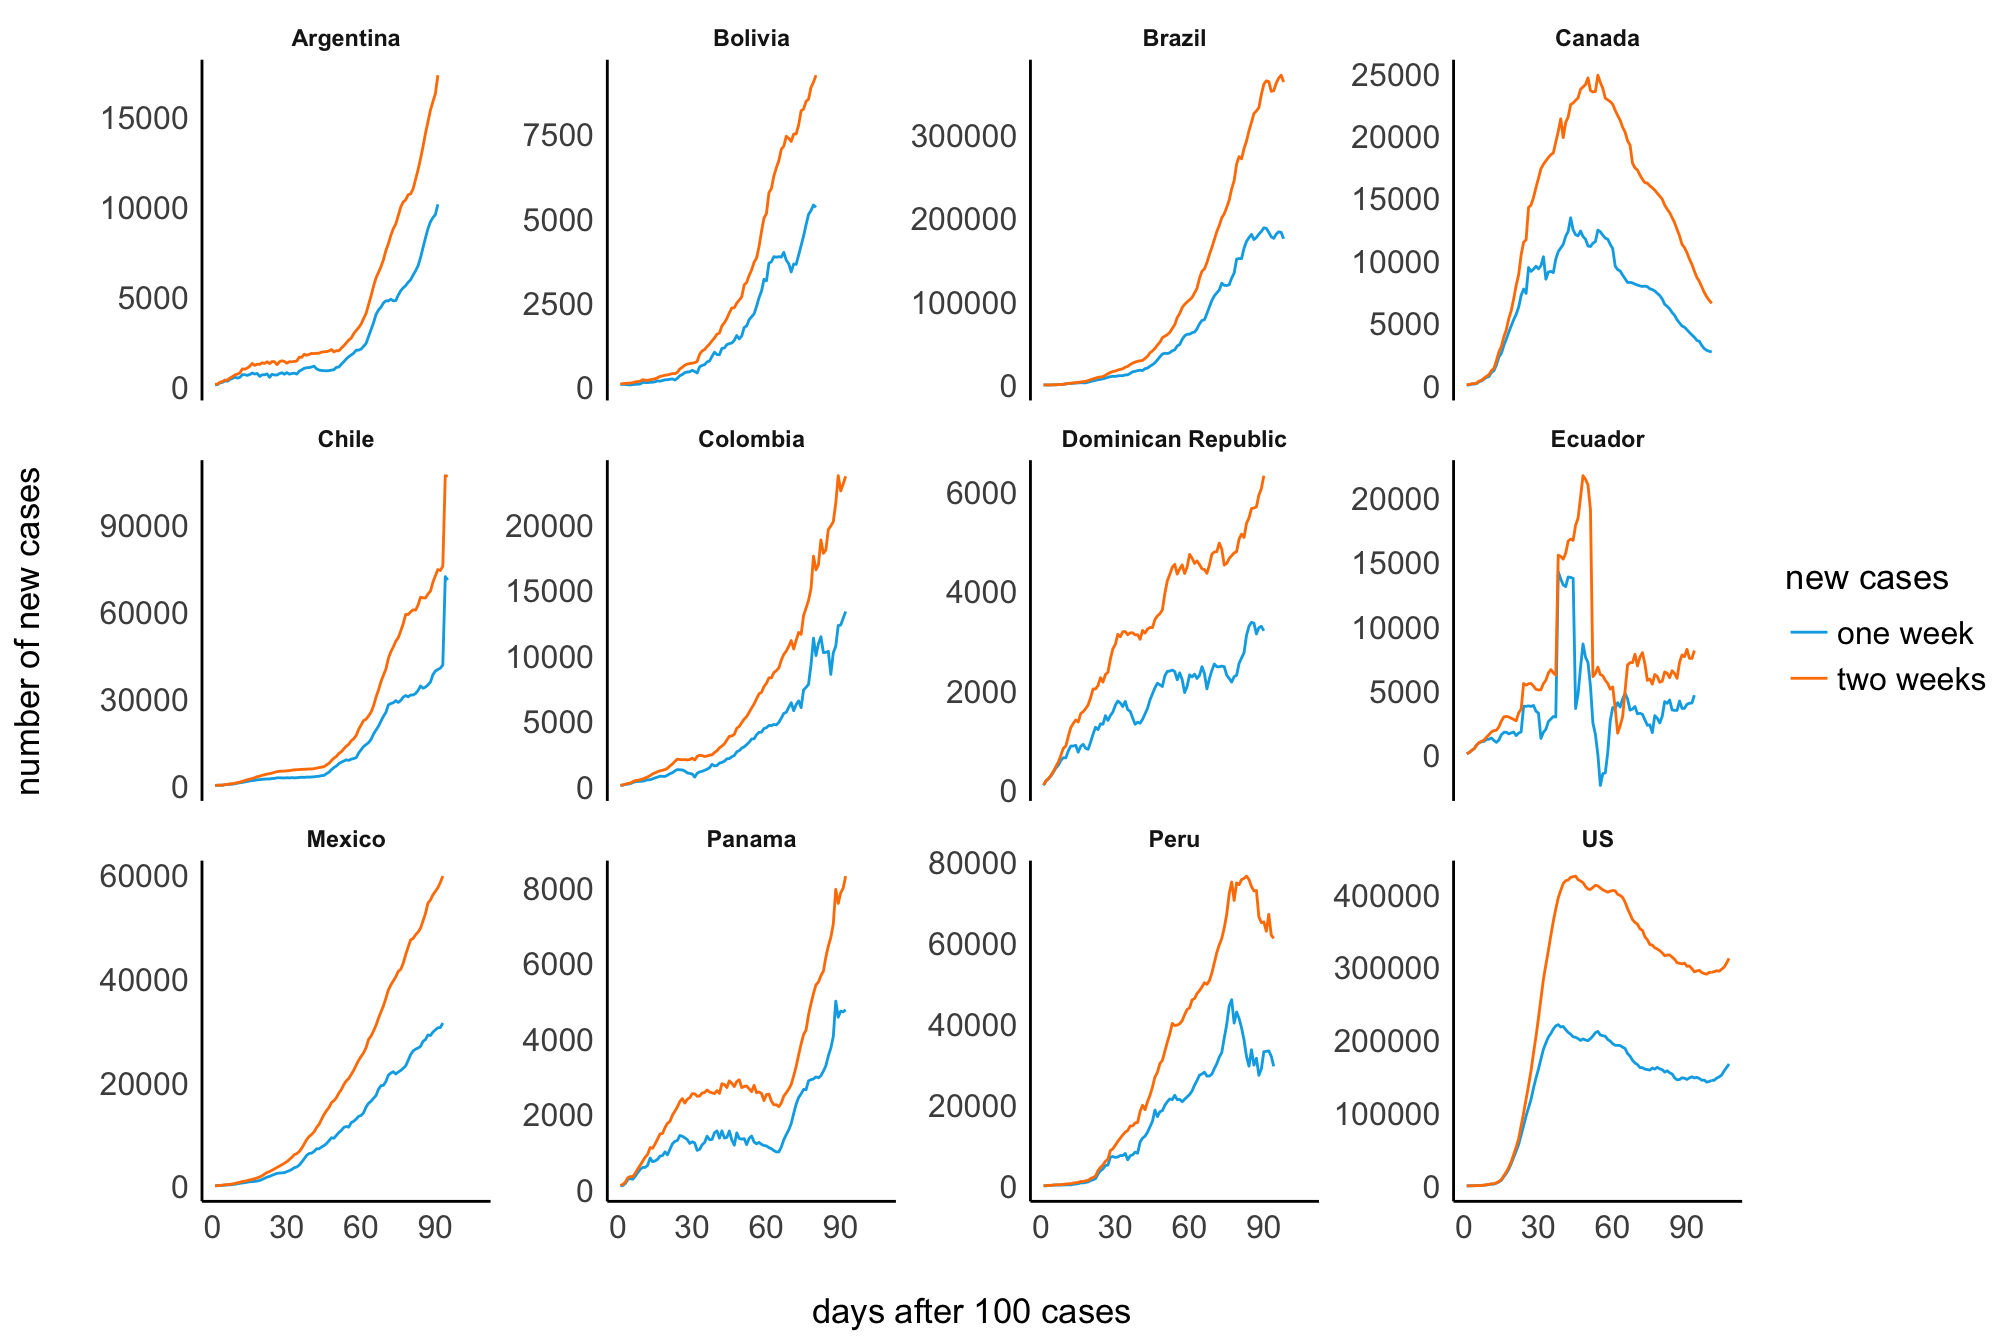 Argentina
Bolivia
Brazil
Canada
15000
10000
5000
0
7500
5000
2500
0
300000
200000
100000
0
25000
20000
15000
10000
5000
0
Chile
Colombia
Dominican Republic
Ecuador
90000
60000
30000
0
20000
15000
10000
5000
0
6000
4000
2000
0
20000
15000
10000
5000
0
number of new cases
new cases
one week
two weeks
Mexico
Panama
Peru
US
60000
40000
20000
0
8000
6000
4000
2000
0
80000
60000
40000
20000
0
400000
300000
200000
100000
0
0 30 60 90
0 30 60 90
0 30 60 90
0 30 60 90
days after 100 cases